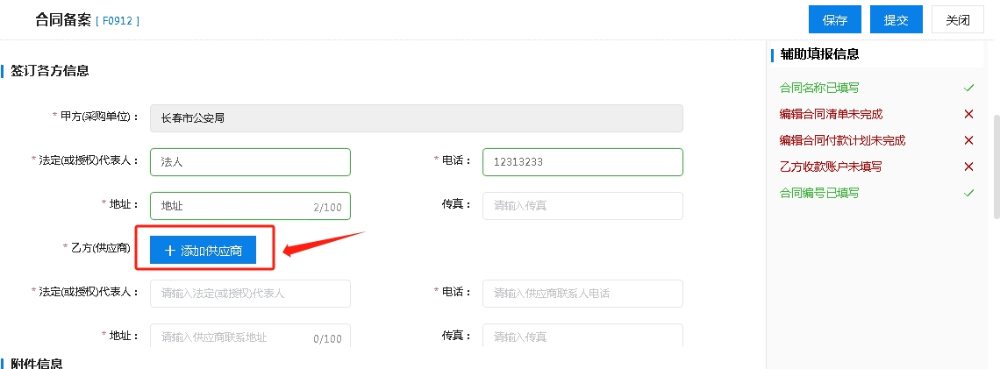 合同备案 [ F0912 ]
保存 提交 关闭
签订各方信息
* 甲方(采购单位)： 长春市公安局
* 法定(或授权)代表人： 法人 * 电话： 12313233
* 地址： 地址 2/100 传真： 请输入传真
* 乙方(供应商) + 添加供应商
* 法定(或授权)代表人： 请输入法定(或授权)代表人 * 电话： 请输入供应商联系人电话
* 地址： 请输入供应商联系地址 0/100 传真： 请输入传真
附件信息
辅助填报信息
合同名称已填写
编辑合同清单未完成
编辑合同付款计划未完成
乙方收款账户未填写
合同编号已填写